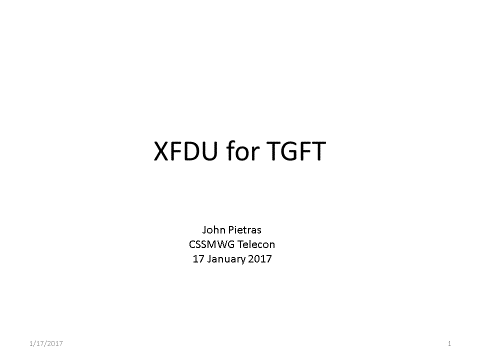 XFDU for TGFT
John Pietras
CSSMWG Telecon
17 January 2017
1/17/2017
1